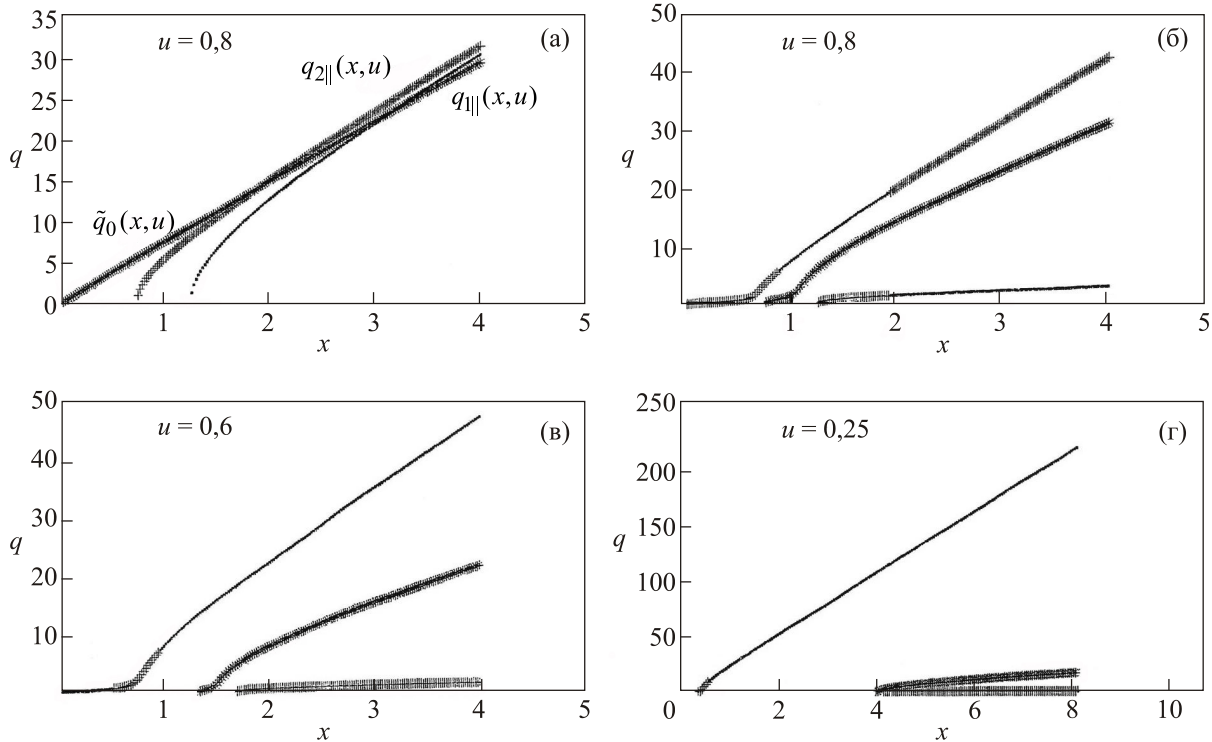 35
30
25
20
15
10
5
0
q
u = 0,8
(а)
q2||(x,u)
q1||(x,u)
q̃0(x,u)
1 2 3 4 5
x
50
40
30
20
10
q
u = 0,8
(б)
1 2 3 4 5
x
50
40
30
20
10
q
u = 0,6
(в)
1 2 3 4 5
x
250
200
150
100
50
q
u = 0,25
(г)
0 2 4 6 8 10
x